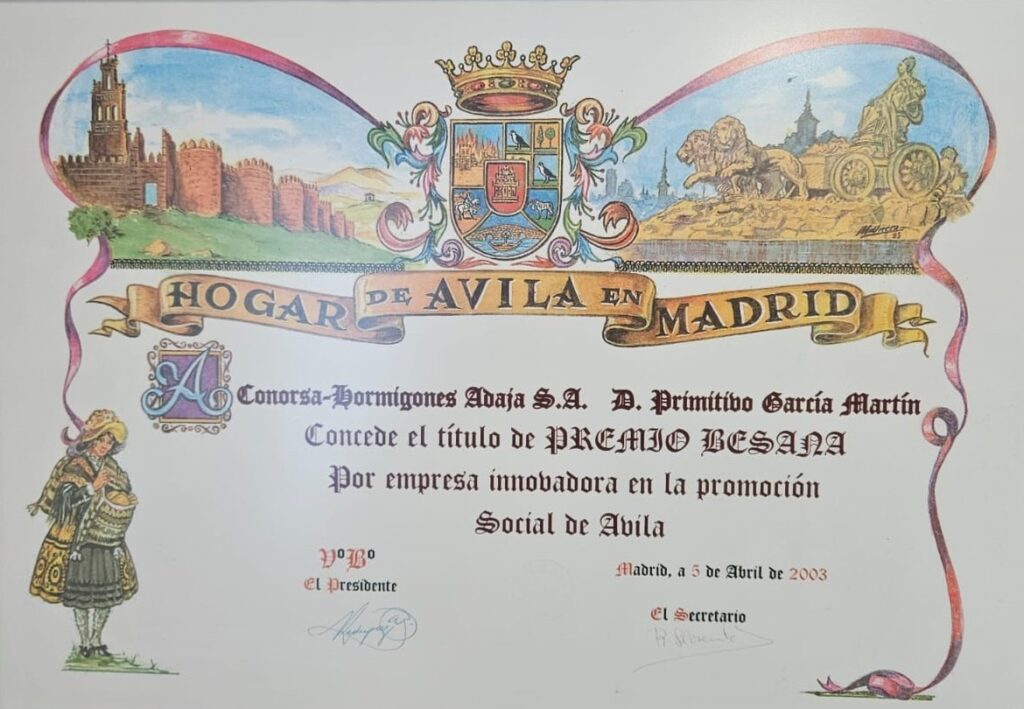 HOGAR DE AVILA EN MADRID
A Conorsa-Hormigones Adaja S.A. D. Primitivo García Martín
Concede el título de PREMIO BESANA
Por empresa innovadora en la promoción
Social de Avila
VºBº
El Presidente
Madrid, a 5 de Abril de 2003
El Secretario